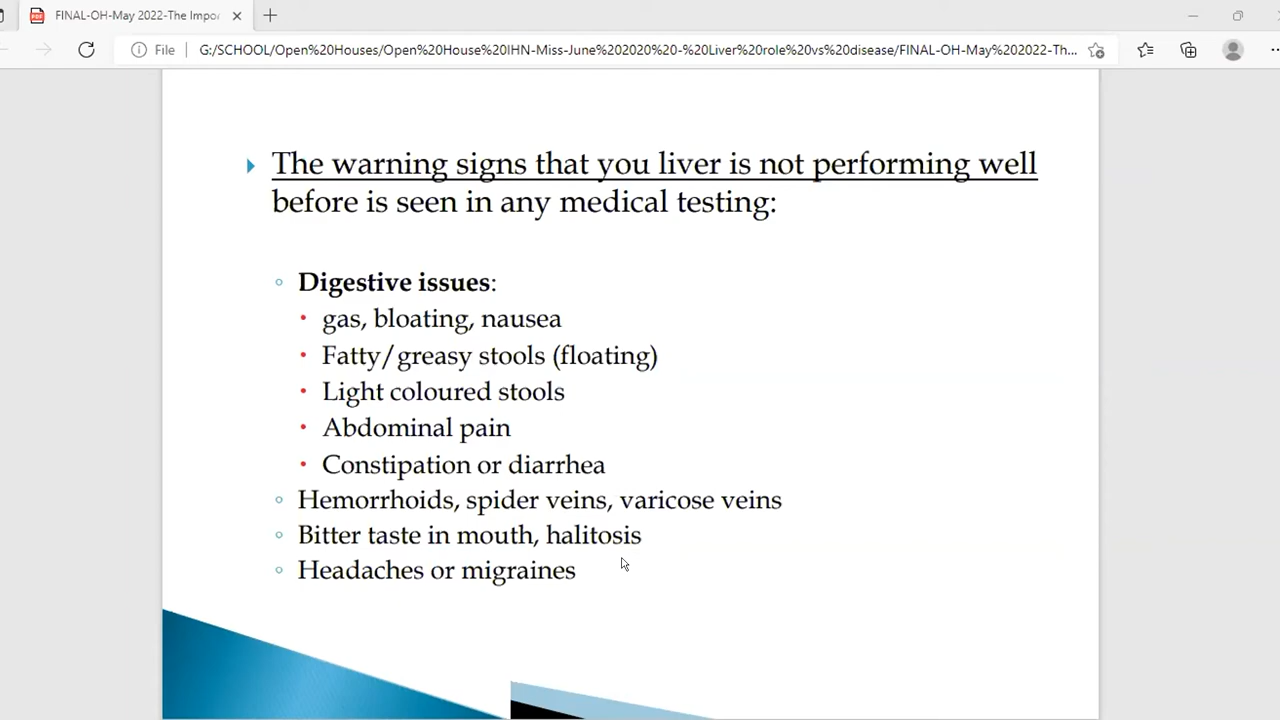 FINAL-OH-May 2022-The Impo
File G:/SCHOOL/Open%20Houses/Open%20House%20IHN-Miss-June%202020%20-%20Liver%20role%20vs%20disease/FINAL-OH-May%202022-Th...
The warning signs that you liver is not performing well
before is seen in any medical testing:
Digestive issues:
gas, bloating, nausea
Fatty/greasy stools (floating)
Light coloured stools
Abdominal pain
Constipation or diarrhea
Hemorrhoids, spider veins, varicose veins
Bitter taste in mouth, halitosis
Headaches or migraines